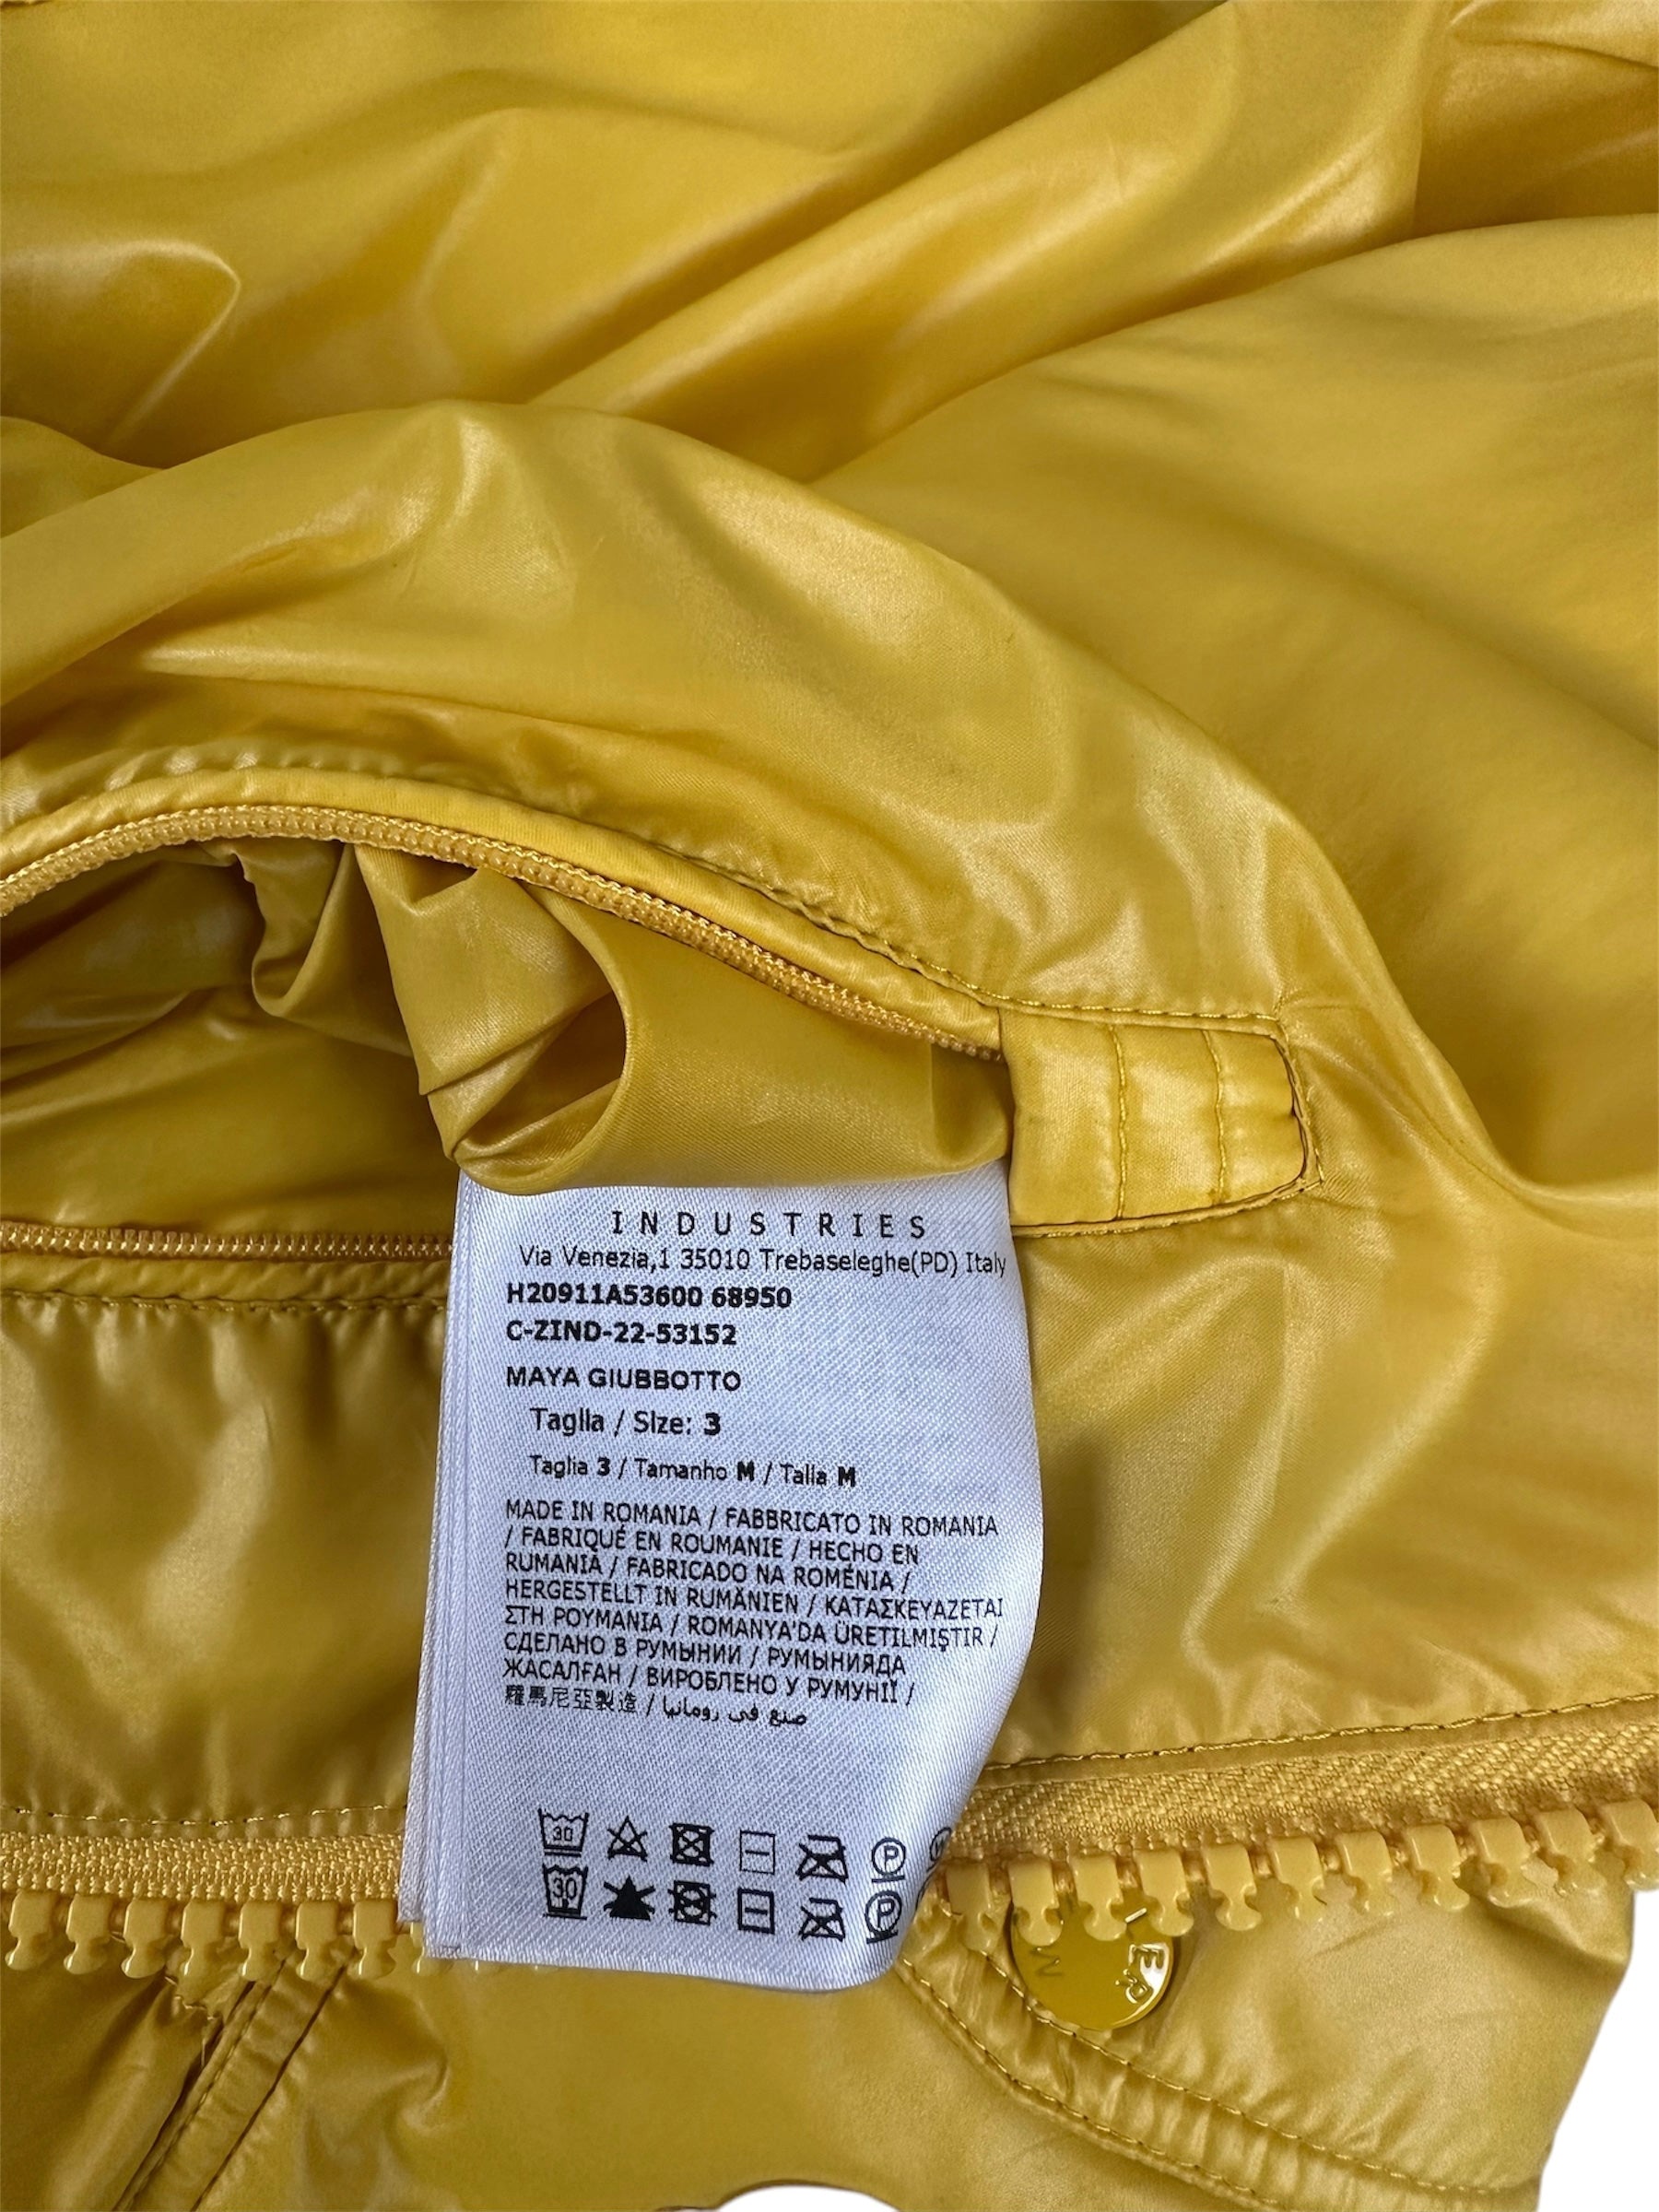 INDUSTRIES
Via Venezia,1 35010 Trebaseleghe(PD) Italy
H20911A53600 68950
C-ZIND-22-53152
MAYA GIUBBOTTO
Taglia / Size: 3
Taglia 3 / Tamanho M / Talla M
MADE IN ROMANIA / FABBRICATO IN ROMANIA
/ FABRIQUÉ EN ROUMANIE / HECHO EN
RUMANIA / FABRICADO NA ROMÉNIA /
HERGESTELLT IN RUMÄNIEN / ΚΑΤΑΣΚΕΥΑΖΕΤΑΙ
ΣΤΗ ΡΟΥΜΑΝΙΑ / ROMANYA'DA ÜRETILMIŞTIR /
СДЕЛАНО В РУМЫНИИ / РУМЫНИЯДА
ЖАСАЛҒАН / ВИРОБЛЕНО У РУМУНІЇ /
羅馬尼亞製造 / صنع في رومانيا
30
P
30
P